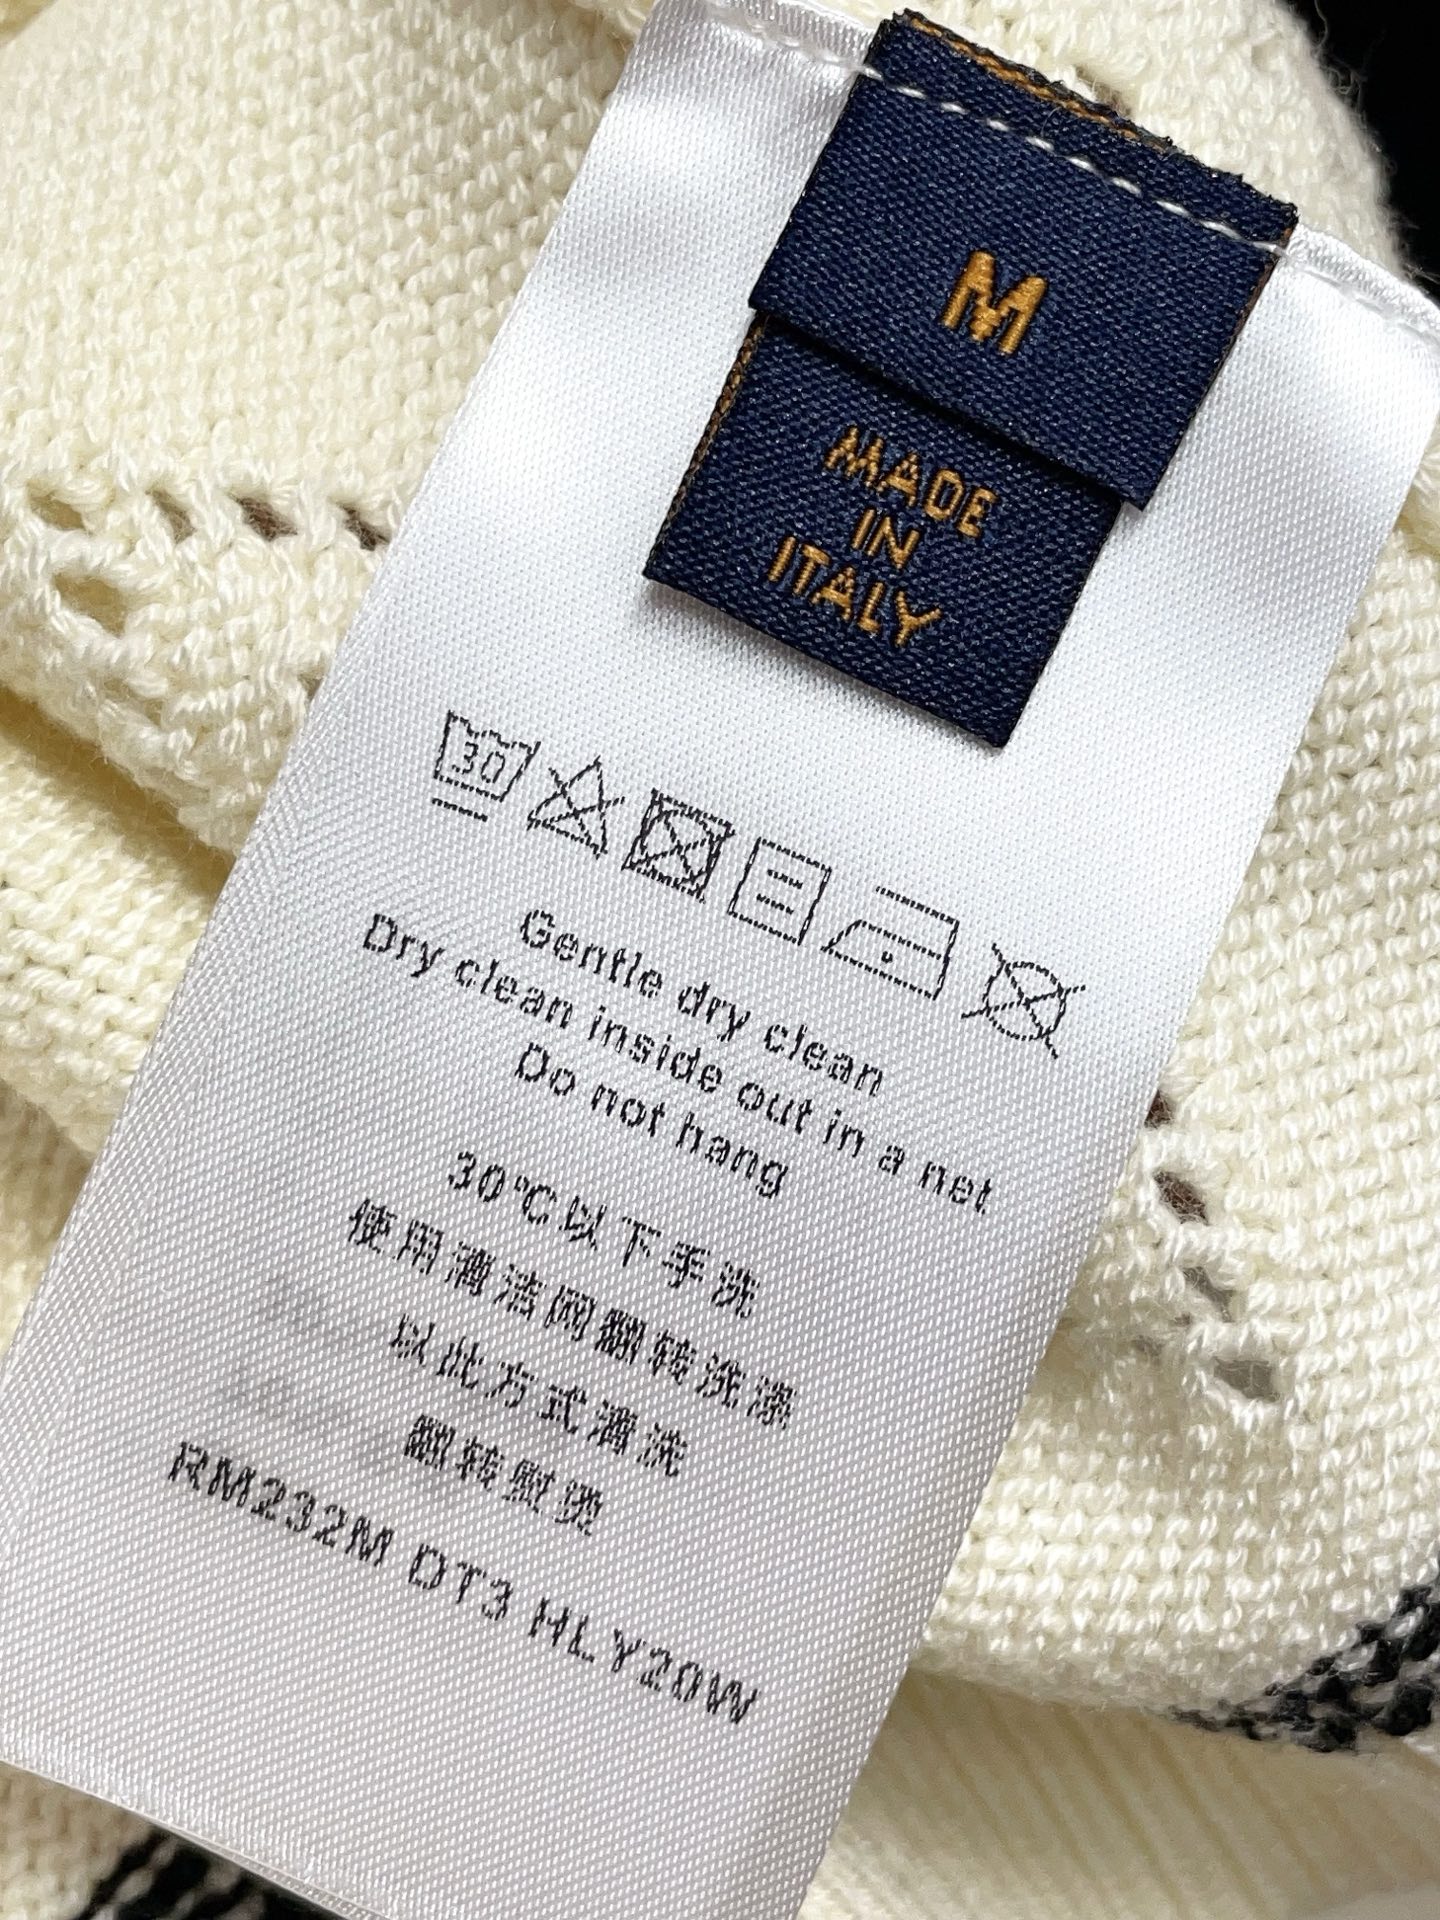 M
MADE
IN
ITALY
30
Gentle dry clean
Dry clean inside out in a net
Do not hang
30℃以下手洗
使用清洁网翻转洗涤
以此方式清洗
翻转熨烫
RM232M DT3 HLY20W